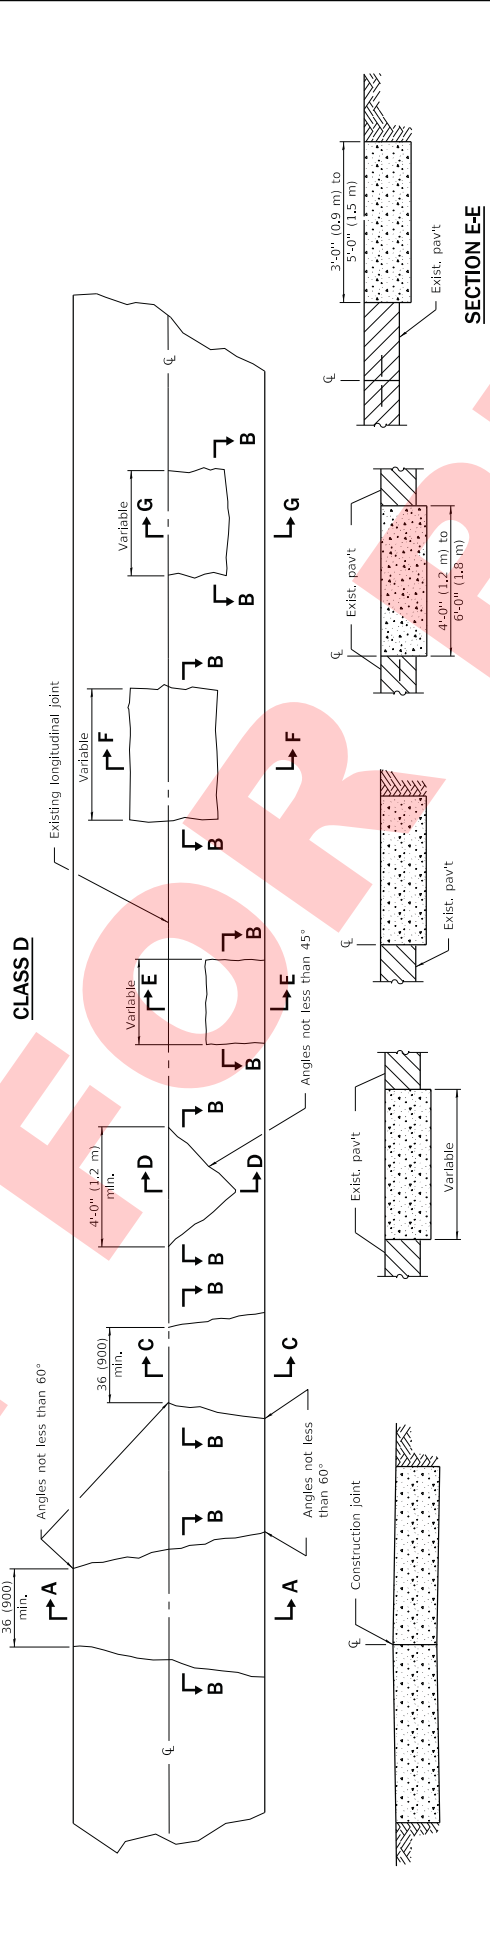 CLASS D
36 (900)
min.
Angles not less than 60°
36 (900)
min.
4'-0" (1.2 m)
min.
Variable
Existing longitudinal joint
Variable
Variable
A
C
D
E
F
G
℄
℄
B
B
B
B
B
B
B
B
B
B
B
B
A
C
D
E
F
G
Angles not less
than 60°
Angles not less than 45°
℄
Construction joint
Exist. pav't
Variable
℄
Exist. pav't
℄
Exist. pav't
4'-0" (1.2 m) to
6'-0" (1.8 m)
℄
3'-0" (0.9 m) to
5'-0" (1.5 m)
Exist. pav't
SECTION E-E
FOR